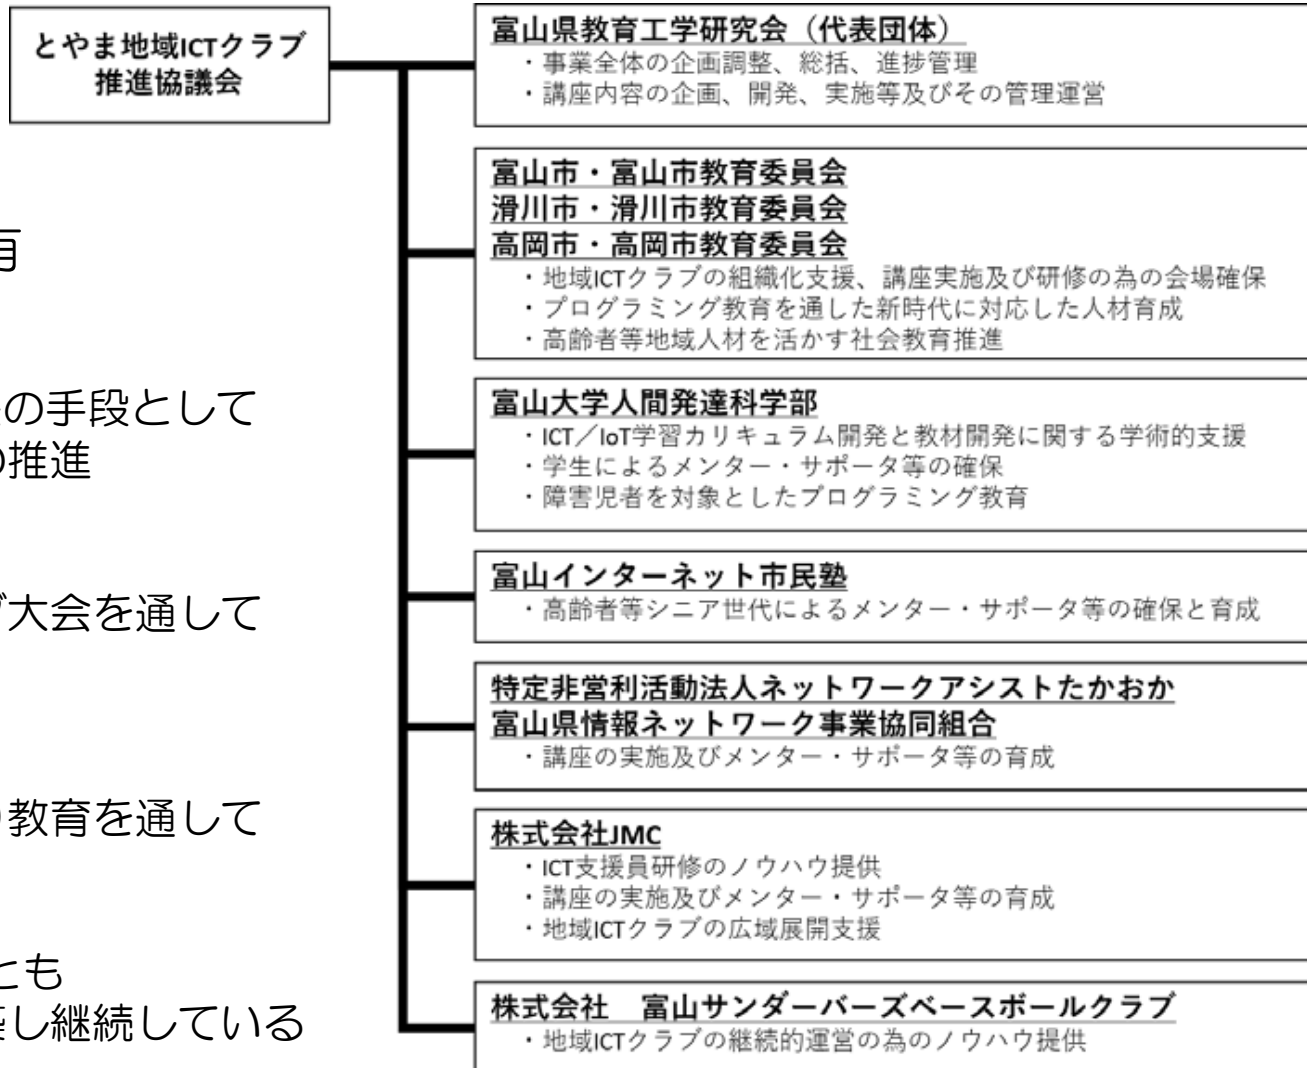 とやま地域ICTクラブ
推進協議会
有
の手段として
の推進
大会を通して
教育を通して
とも
し継続している
富山県教育工学研究会（代表団体）
・事業全体の企画調整、総括、進捗管理
・講座内容の企画、開発、実施等及びその管理運営
富山市・富山市教育委員会
滑川市・滑川市教育委員会
高岡市・高岡市教育委員会
・地域ICTクラブの組織化支援、講座実施及び研修の為の会場確保
・プログラミング教育を通した新時代に対応した人材育成
・高齢者等地域人材を活かす社会教育推進
富山大学人間発達科学部
・ICT／IoT学習カリキュラム開発と教材開発に関する学術的支援
・学生によるメンター・サポータ等の確保
・障害児者を対象としたプログラミング教育
富山インターネット市民塾
・高齢者等シニア世代によるメンター・サポータ等の確保と育成
特定非営利活動法人ネットワークアシストたかおか
富山県情報ネットワーク事業協同組合
・講座の実施及びメンター・サポータ等の育成
株式会社JMC
・ICT支援員研修のノウハウ提供
・講座の実施及びメンター・サポータ等の育成
・地域ICTクラブの広域展開支援
株式会社　富山サンダーバーズベースボールクラブ
・地域ICTクラブの継続的運営の為のノウハウ提供